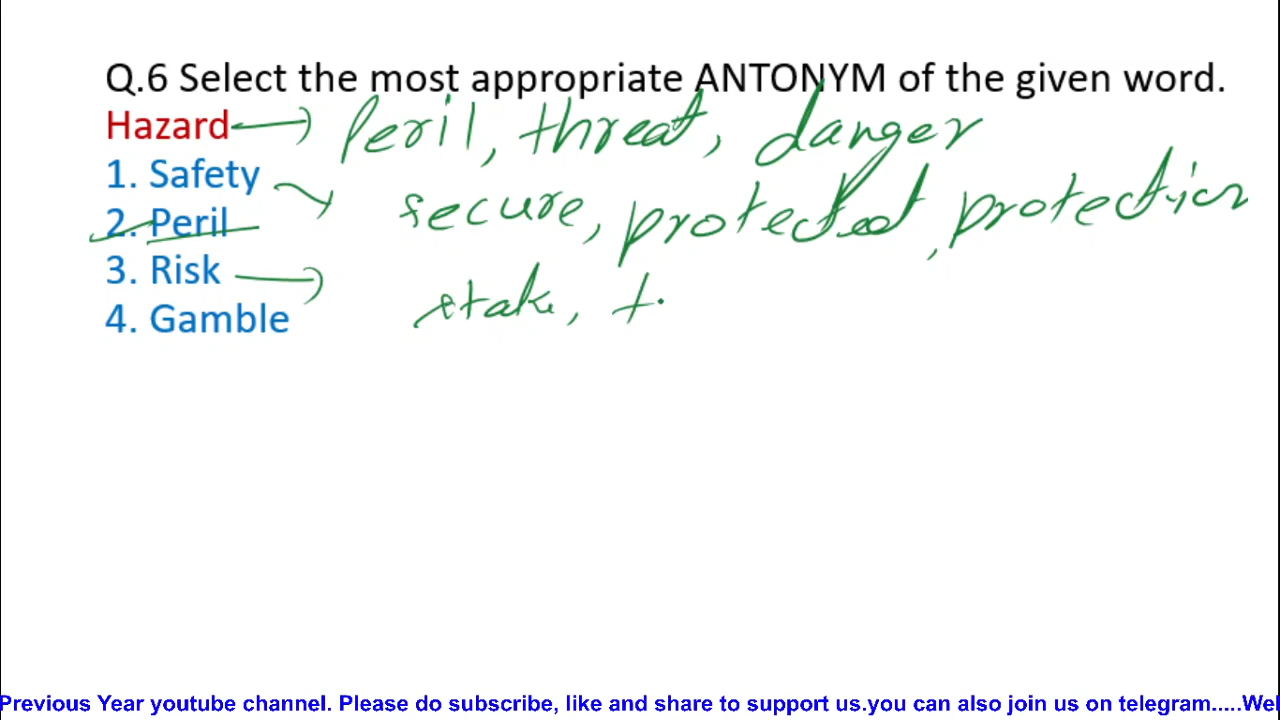 Q.6 Select the most appropriate ANTONYM of the given word.
Hazard Peril, threat, danger
1. Safety secure, protected, protection
2. Peril
3. Risk stake, t
4. Gamble
Previous Year youtube channel. Please do subscribe, like and share to support us.you can also join us on telegram.....Wel